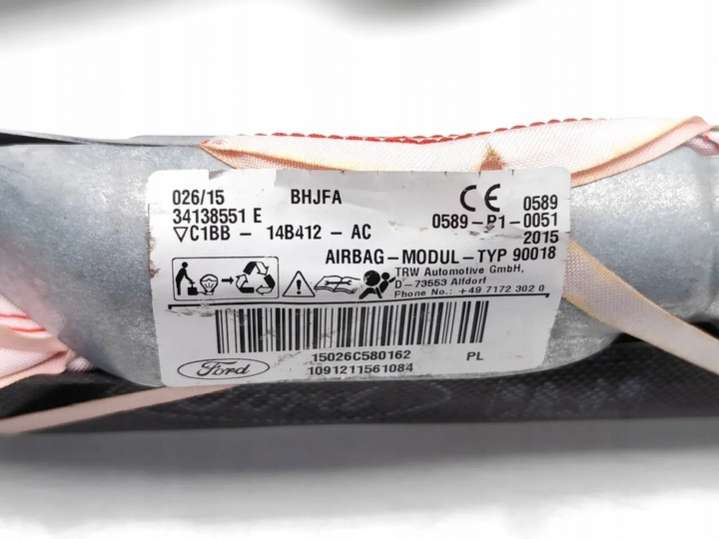 026/15 BHJFA CE 0589
34138551 E 0589-P1-0051
▽C1BB - 14B412 - AC 2015
AIRBAG-MODUL-TYP 90018
TRW Automotive GmbH,
D-73553 Alfdorf
Phone No.: +49 7172 302 0
15026C580162 PL
1091211561084
Ford